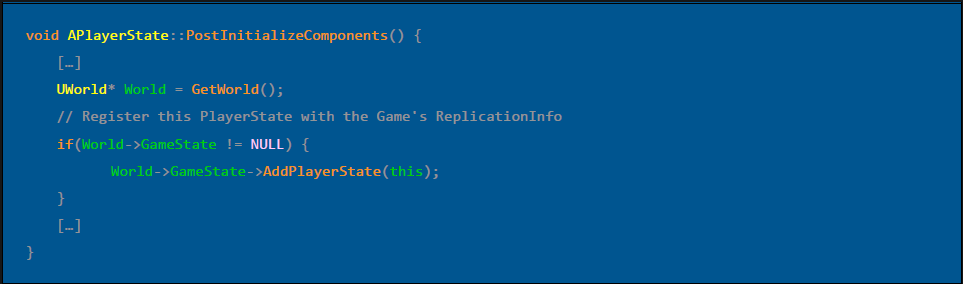 void APlayerState::PostInitializeComponents() {
[…]
UWorld* World = GetWorld();
// Register this PlayerState with the Game's ReplicationInfo
if(World->GameState != NULL) {
World->GameState->AddPlayerState(this);
}
[…]
}